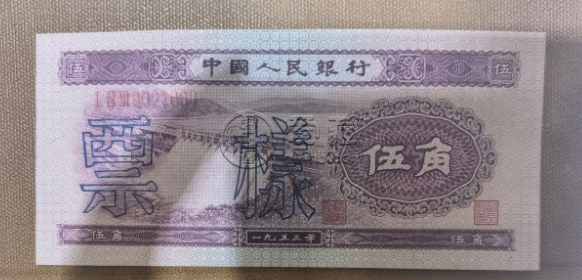 伍 中國人民銀行 伍
票樣
伍角
伍角 一九五三年 伍角